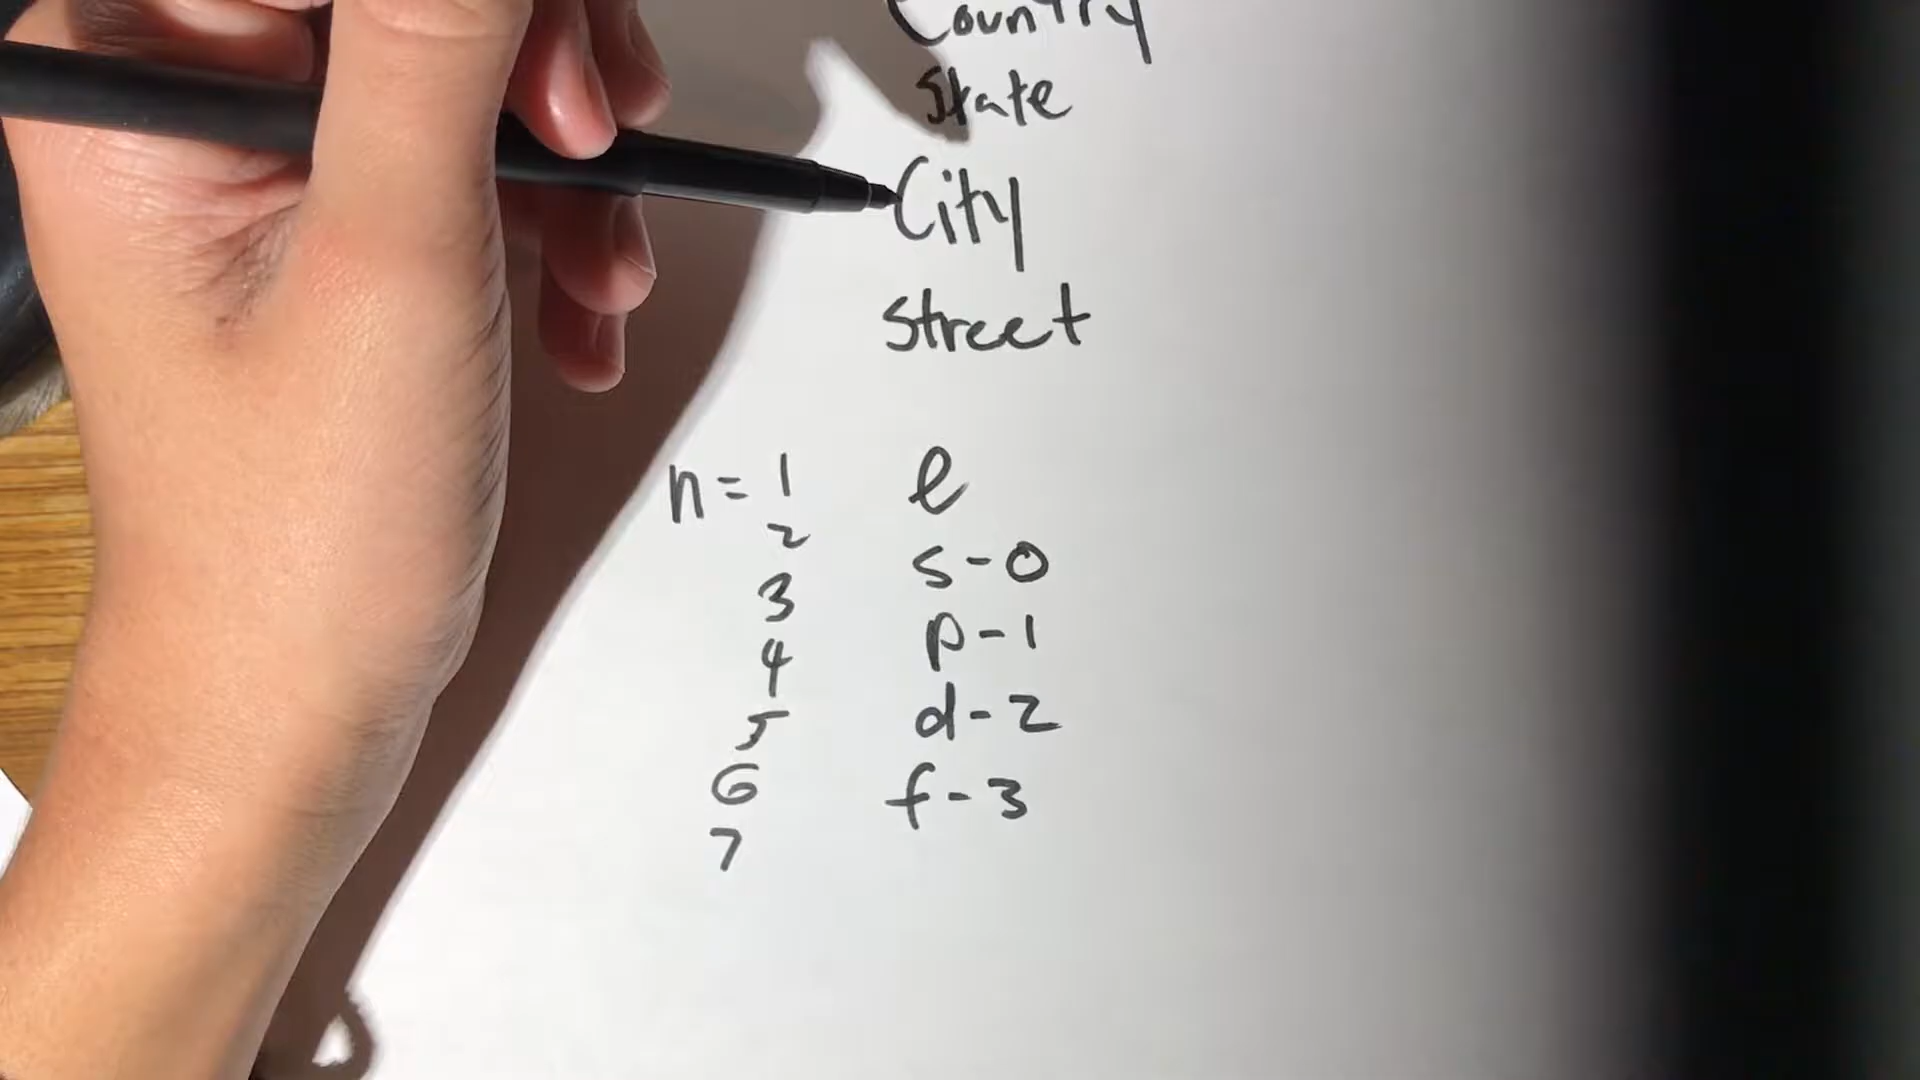 Country
State
City
Street
n = 1 l
2 s - 0
3 p - 1
4 d - 2
5 f - 3
6
7